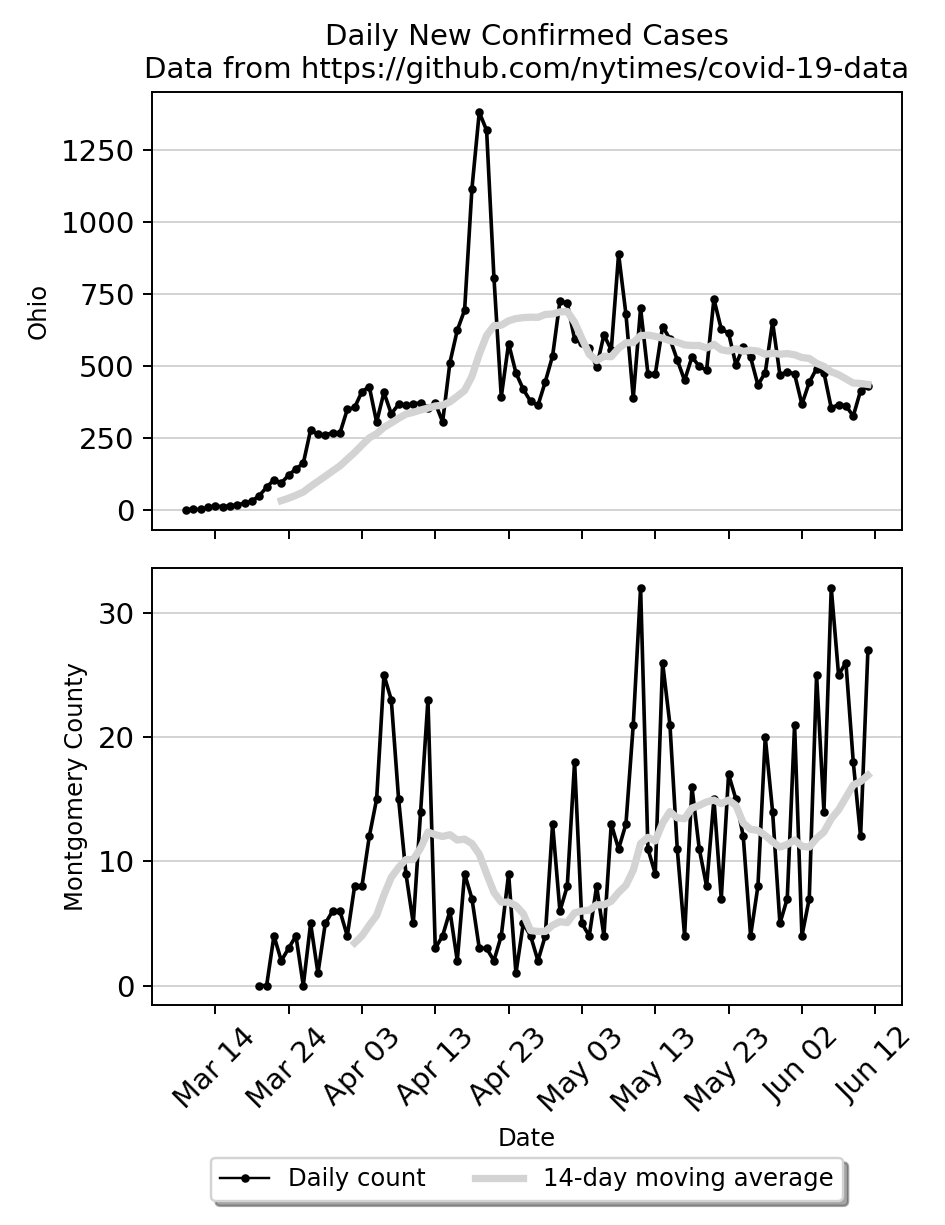 Daily New Confirmed Cases
Data from https://github.com/nytimes/covid-19-data
1250
1000
750
500
250
0
Ohio
30
20
10
0
Montgomery County
Mar 14
Mar 24
Apr 03
Apr 13
Apr 23
May 03
May 13
May 23
Jun 02
Jun 12
Date
Daily count
14-day moving average